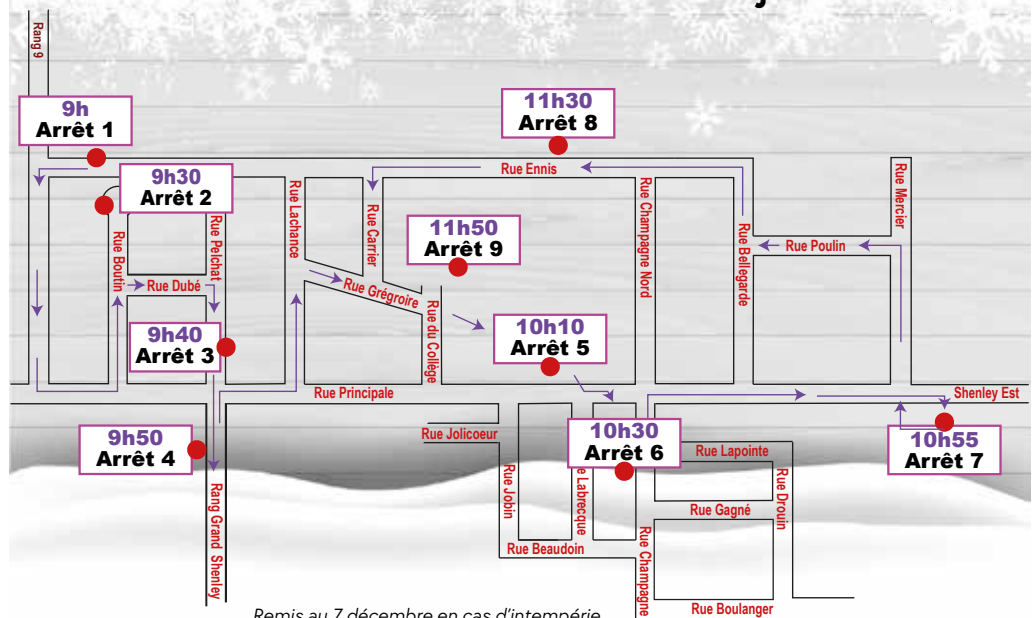 Rang 9
9h
Arrêt 1
11h30
Arrêt 8
9h30
Arrêt 2
Rue Ennis
Rue Mercier
Rue Lachance
Rue Carrier
Rue Champagne Nord
Rue Bellegarde
Rue Pelchat
Rue Boutin
11h50
Arrêt 9
Rue Poulin
Rue Dubé
Rue Grégroire
Rue du Collège
9h40
Arrêt 3
10h10
Arrêt 5
Rue Principale
Shenley Est
9h50
Arrêt 4
Rue Jolicoeur
10h30
Arrêt 6
Rue Lapointe
10h55
Arrêt 7
Rang Grand Shenley
Rue Jobin
e Labrecque
Rue Drouin
Rue Gagné
Rue Beaudoin
Rue Champagne
Rue Boulanger
Remis au 7 décembre en cas d'intempérie